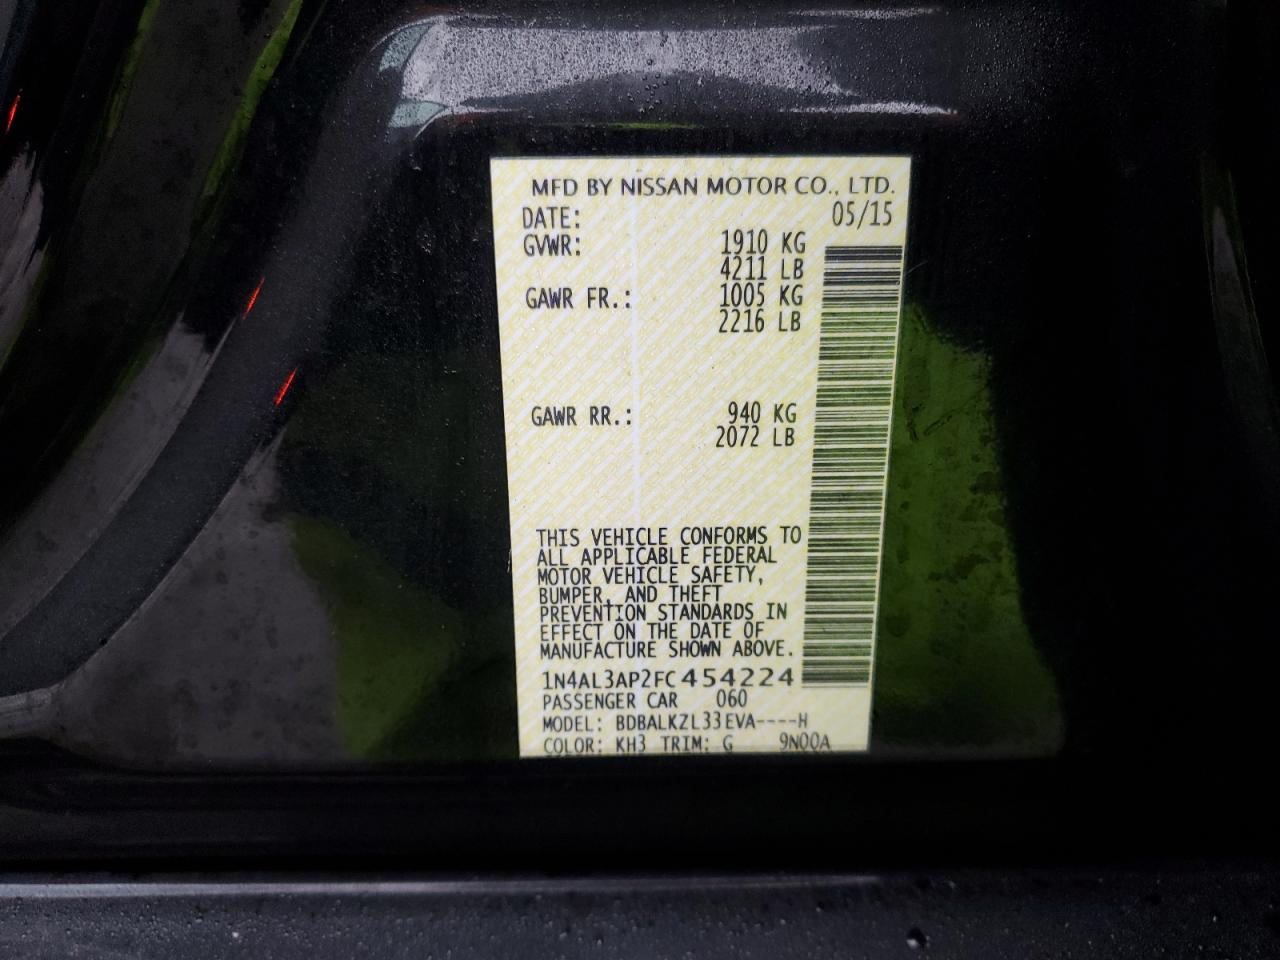 MFD BY NISSAN MOTOR CO., LTD.
DATE: 05/15
GVWR: 1910 KG
4211 LB
GAWR FR.: 1005 KG
2216 LB
GAWR RR.: 940 KG
2072 LB
THIS VEHICLE CONFORMS TO
ALL APPLICABLE FEDERAL
MOTOR VEHICLE SAFETY,
BUMPER, AND THEFT
PREVENTION STANDARDS IN
EFFECT ON THE DATE OF
MANUFACTURE SHOWN ABOVE.
1N4AL3AP2FC454224
PASSENGER CAR 060
MODEL: BDBALKZL33EVA----H
COLOR: KH3 TRIM: G 9N00A